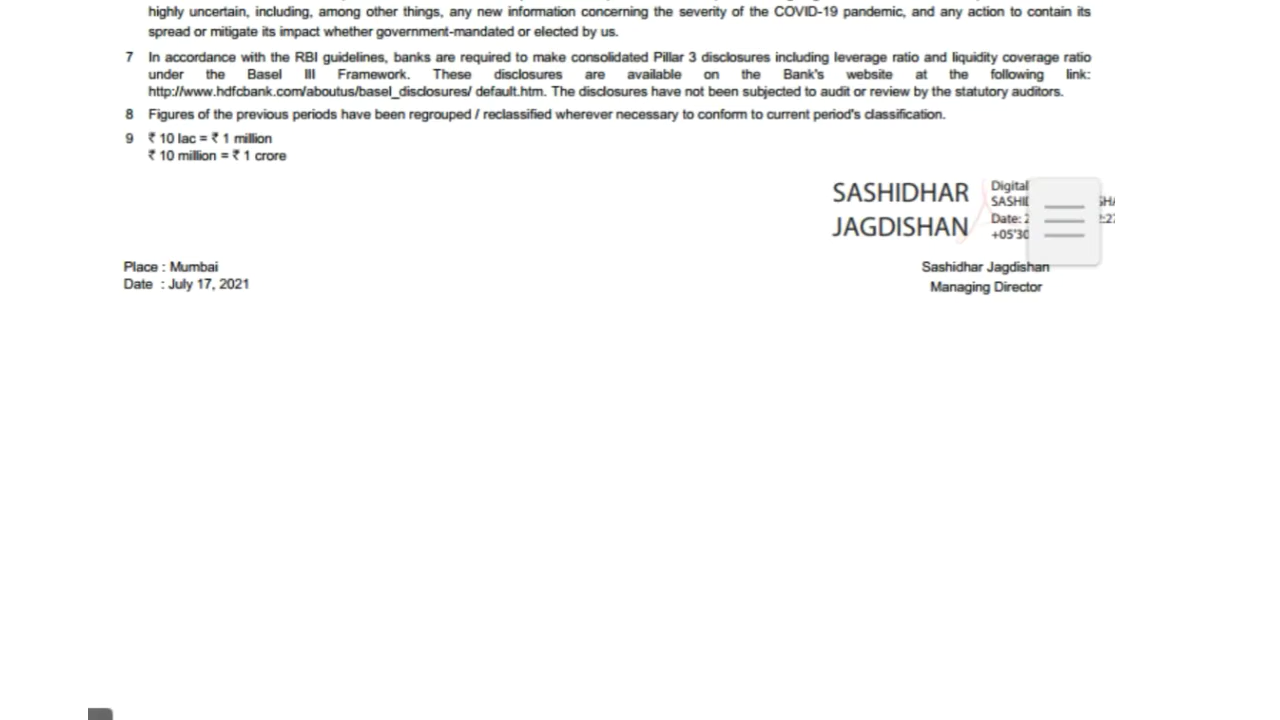 highly uncertain, including, among other things, any new information concerning the severity of the COVID-19 pandemic, and any action to contain its
spread or mitigate its impact whether government-mandated or elected by us.
7 In accordance with the RBI guidelines, banks are required to make consolidated Pillar 3 disclosures including leverage ratio and liquidity coverage ratio
under the Basel III Framework. These disclosures are available on the Bank's website at the following link:
http://www.hdfcbank.com/aboutus/basel_disclosures/ default.htm. The disclosures have not been subjected to audit or review by the statutory auditors.
8 Figures of the previous periods have been regrouped / reclassified wherever necessary to conform to current period's classification.
9 ₹ 10 lac = ₹ 1 million
₹ 10 million = ₹ 1 crore
SASHIDHAR
JAGDISHAN
Digital
Date:
+05'30
Place : Mumbai
Date : July 17, 2021
Sashidhar Jagdishan
Managing Director